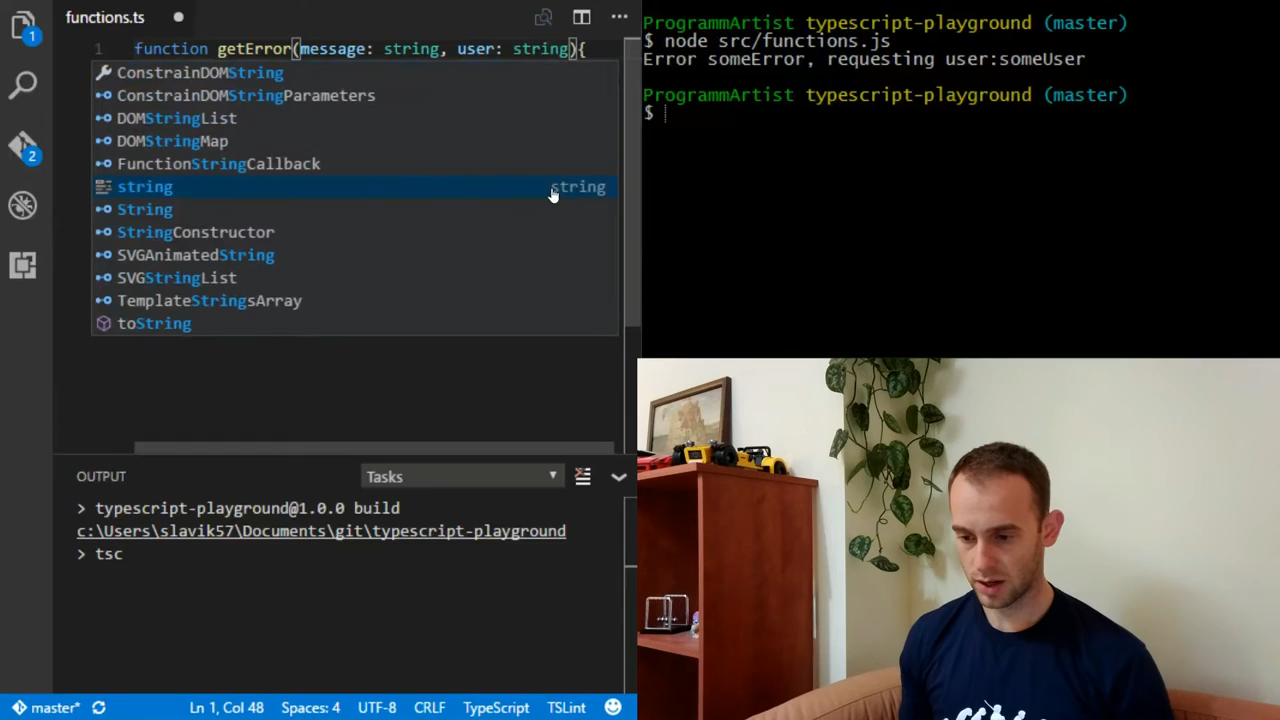 functions.ts
1 function getError(message: string, user: string){
ConstrainDOMString
ConstrainDOMStringParameters
DOMStringList
DOMStringMap
FunctionStringCallback
string string
String
StringConstructor
SVGAnimatedString
SVGStringList
TemplateStringsArray
toString
1
2
OUTPUT
Tasks
> typescript-playground@1.0.0 build
c:\Users\slavik57\Documents\git\typescript-playground
> tsc
master*
Ln 1, Col 48
Spaces: 4
UTF-8
CRLF
TypeScript
TSLint
ProgrammArtist typescript-playground (master)
$ node src/functions.js
Error someError, requesting user:someUser
ProgrammArtist typescript-playground (master)
$